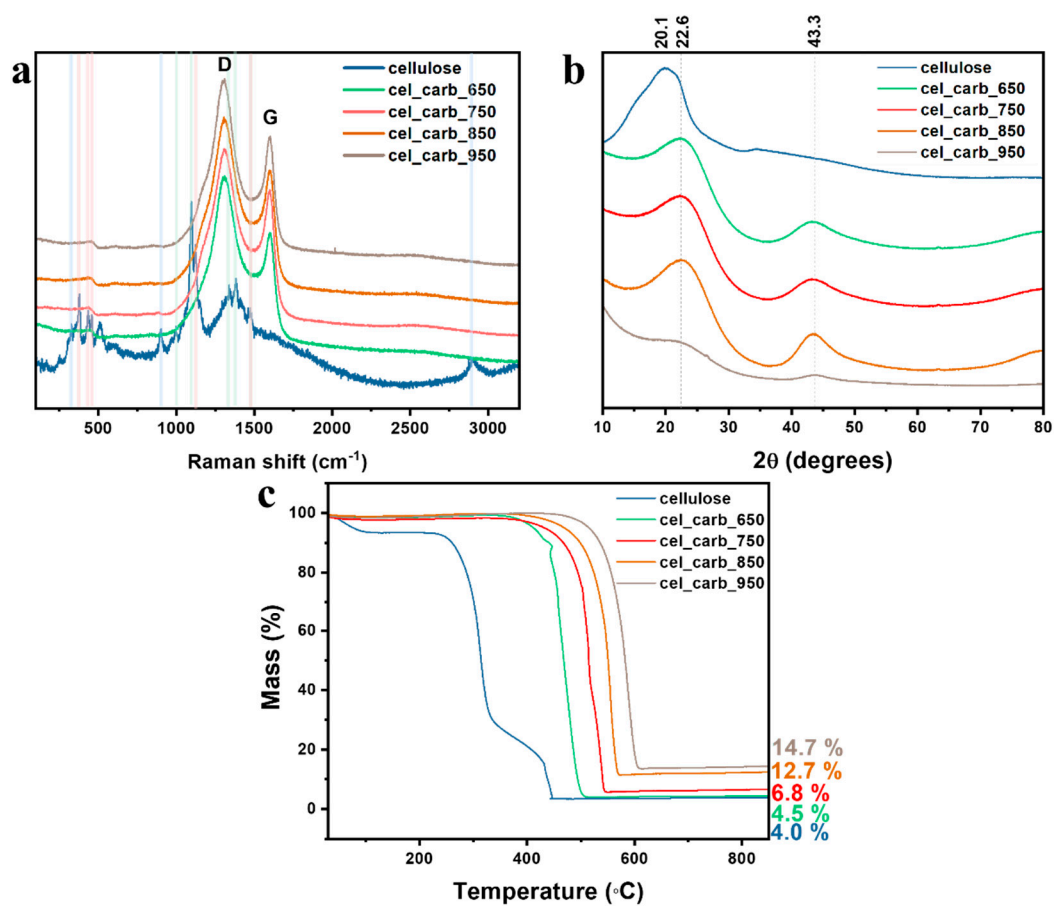 a
D
G
cellulose
cel_carb_650
cel_carb_750
cel_carb_850
cel_carb_950
500 1000 1500 2000 2500 3000
Raman shift (cm⁻¹)
20.1
22.6
43.3
b
cellulose
cel_carb_650
cel_carb_750
cel_carb_850
cel_carb_950
10 20 30 40 50 60 70 80
2θ (degrees)
c
cellulose
cel_carb_650
cel_carb_750
cel_carb_850
cel_carb_950
100
80
60
40
20
0
Mass (%)
14.7 %
12.7 %
6.8 %
4.5 %
4.0 %
200 400 600 800
Temperature (◦C)